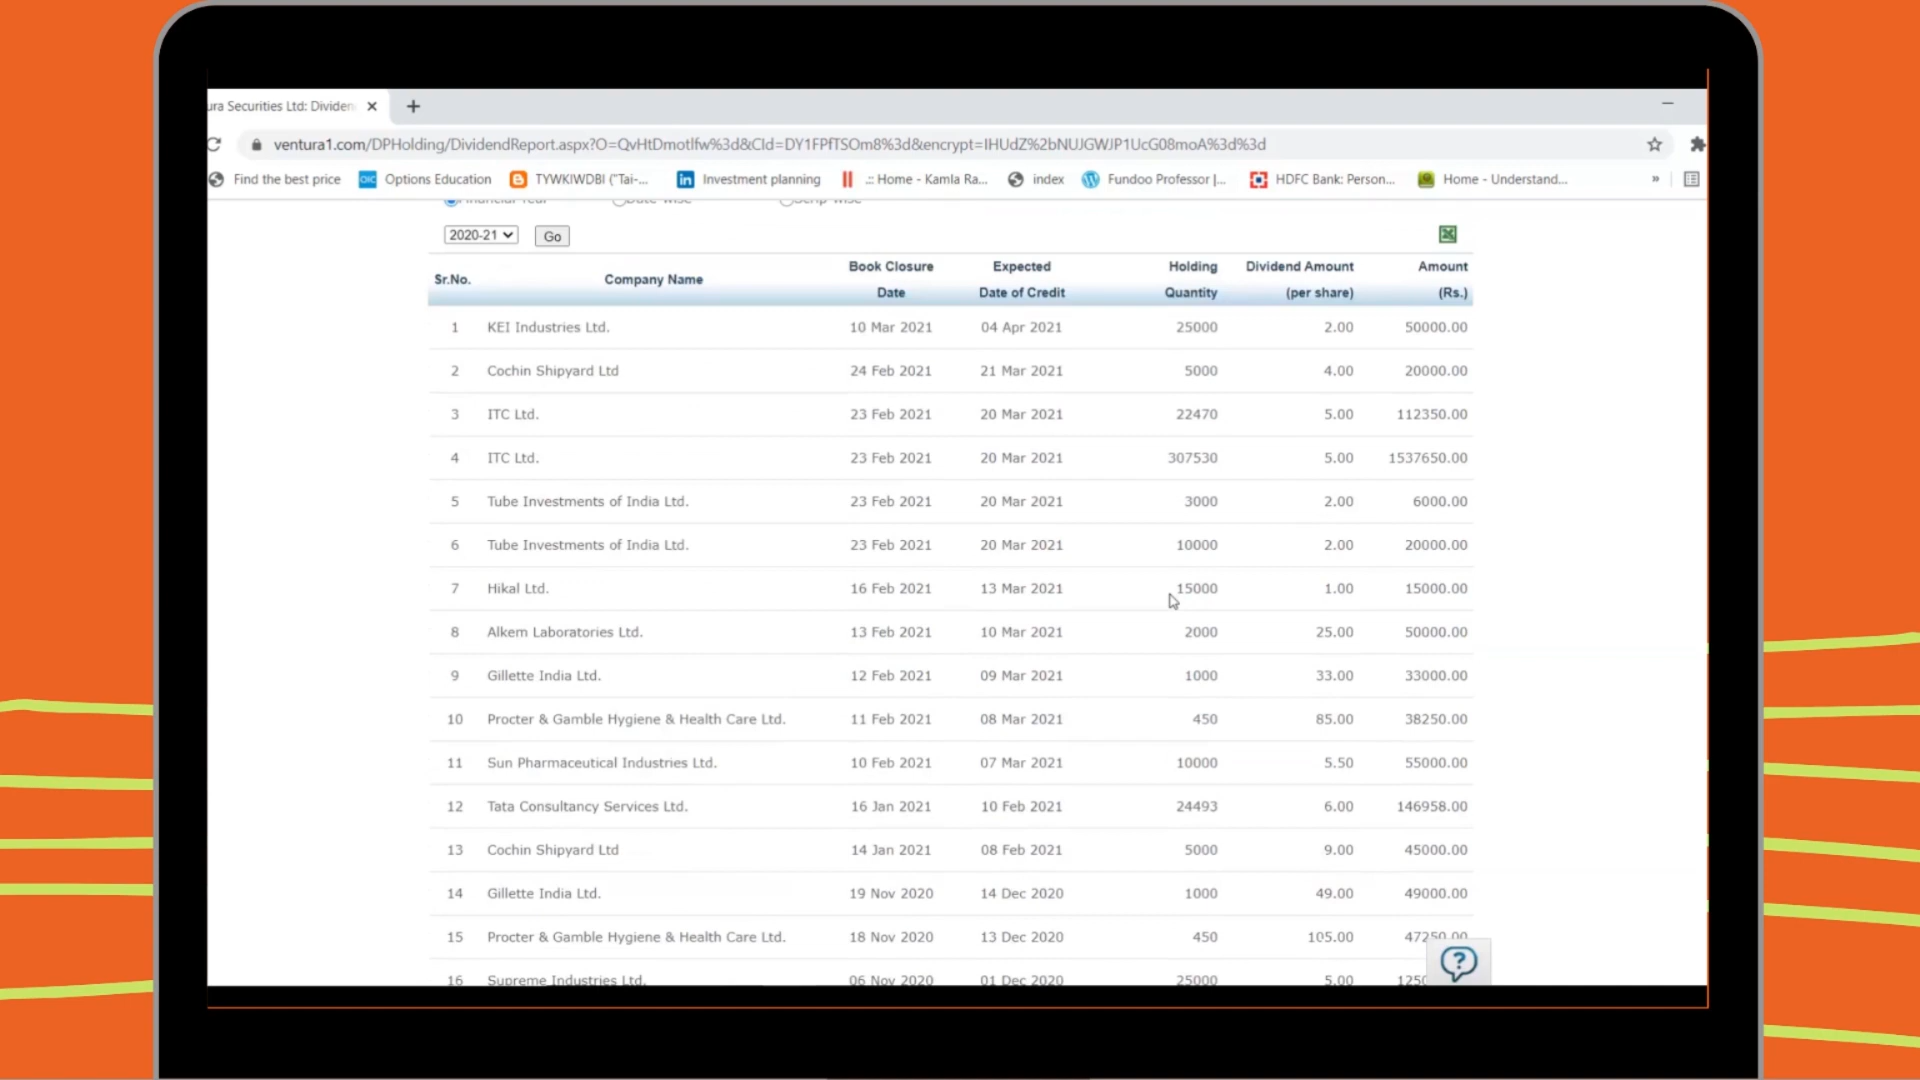 ura Securities Ltd: Dividen
ventura1.com/DPHolding/DividendReport.aspx?O=QvHtDmotlfw%3d&Cld=DY1FPfTSOm8%3d&encrypt=IHUdZ%2bNUJGWJP1UcG08moA%3d%3d
Find the best price OIC Options Education TYWKIWDBI ("Tai-... Investment planning .:: Home - Kamla Ra... index Fundoo Professor |... HDFC Bank: Person... Home - Understand... »
Financial Year Date wise Scrip wise
2020-21 Go
Sr.No. Company Name Book Closure Date Expected Date of Credit Holding Quantity Dividend Amount (per share) Amount (Rs.)
1 KEI Industries Ltd. 10 Mar 2021 04 Apr 2021 25000 2.00 50000.00
2 Cochin Shipyard Ltd 24 Feb 2021 21 Mar 2021 5000 4.00 20000.00
3 ITC Ltd. 23 Feb 2021 20 Mar 2021 22470 5.00 112350.00
4 ITC Ltd. 23 Feb 2021 20 Mar 2021 307530 5.00 1537650.00
5 Tube Investments of India Ltd. 23 Feb 2021 20 Mar 2021 3000 2.00 6000.00
6 Tube Investments of India Ltd. 23 Feb 2021 20 Mar 2021 10000 2.00 20000.00
7 Hikal Ltd. 16 Feb 2021 13 Mar 2021 15000 1.00 15000.00
8 Alkem Laboratories Ltd. 13 Feb 2021 10 Mar 2021 2000 25.00 50000.00
9 Gillette India Ltd. 12 Feb 2021 09 Mar 2021 1000 33.00 33000.00
10 Procter & Gamble Hygiene & Health Care Ltd. 11 Feb 2021 08 Mar 2021 450 85.00 38250.00
11 Sun Pharmaceutical Industries Ltd. 10 Feb 2021 07 Mar 2021 10000 5.50 55000.00
12 Tata Consultancy Services Ltd. 16 Jan 2021 10 Feb 2021 24493 6.00 146958.00
13 Cochin Shipyard Ltd 14 Jan 2021 08 Feb 2021 5000 9.00 45000.00
14 Gillette India Ltd. 19 Nov 2020 14 Dec 2020 1000 49.00 49000.00
15 Procter & Gamble Hygiene & Health Care Ltd. 18 Nov 2020 13 Dec 2020 450 105.00 47250.00
16 Supreme Industries Ltd. 06 Nov 2020 01 Dec 2020 25000 5.00 1250